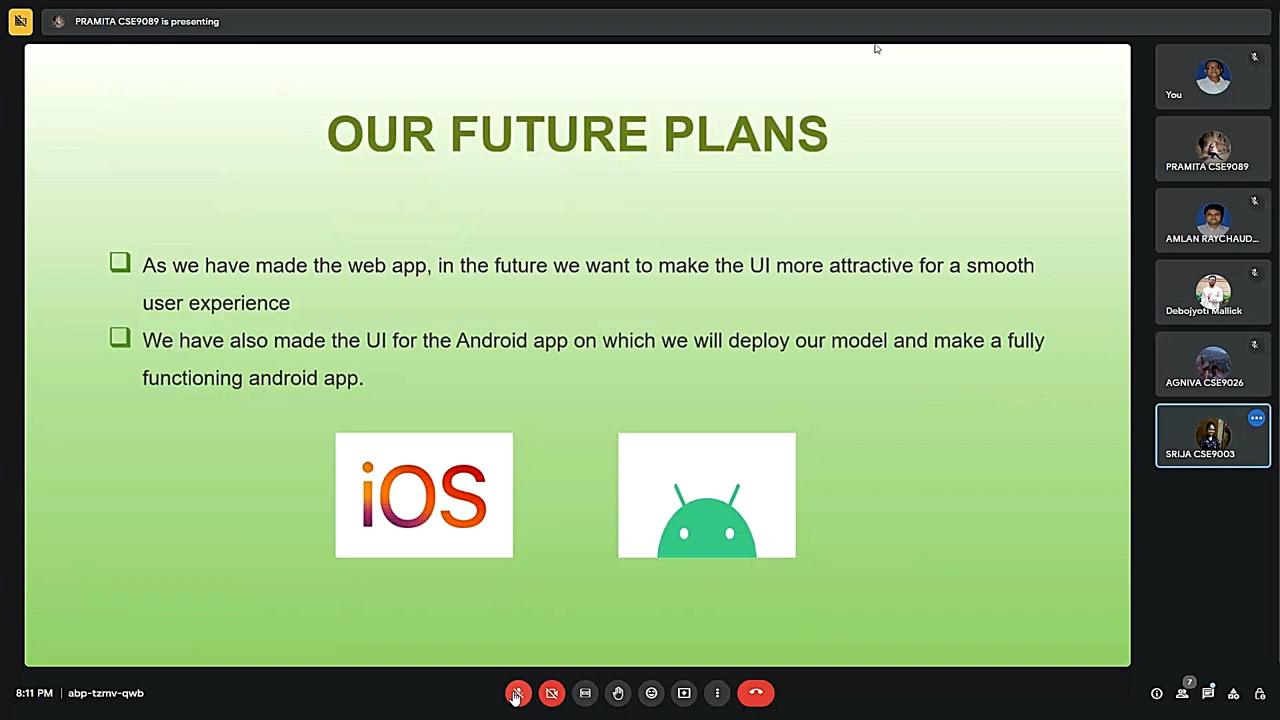 PRAMITA CSE9089 is presenting
OUR FUTURE PLANS
As we have made the web app, in the future we want to make the UI more attractive for a smooth
user experience
We have also made the UI for the Android app on which we will deploy our model and make a fully
functioning android app.
iOS
You
PRAMITA CSE9089
AMLAN RAYCHAUD...
Debojyoti Mallick
AGNIVA CSE9026
SRIJA CSE9003
8:11 PM | abp-tzmv-qwb
7